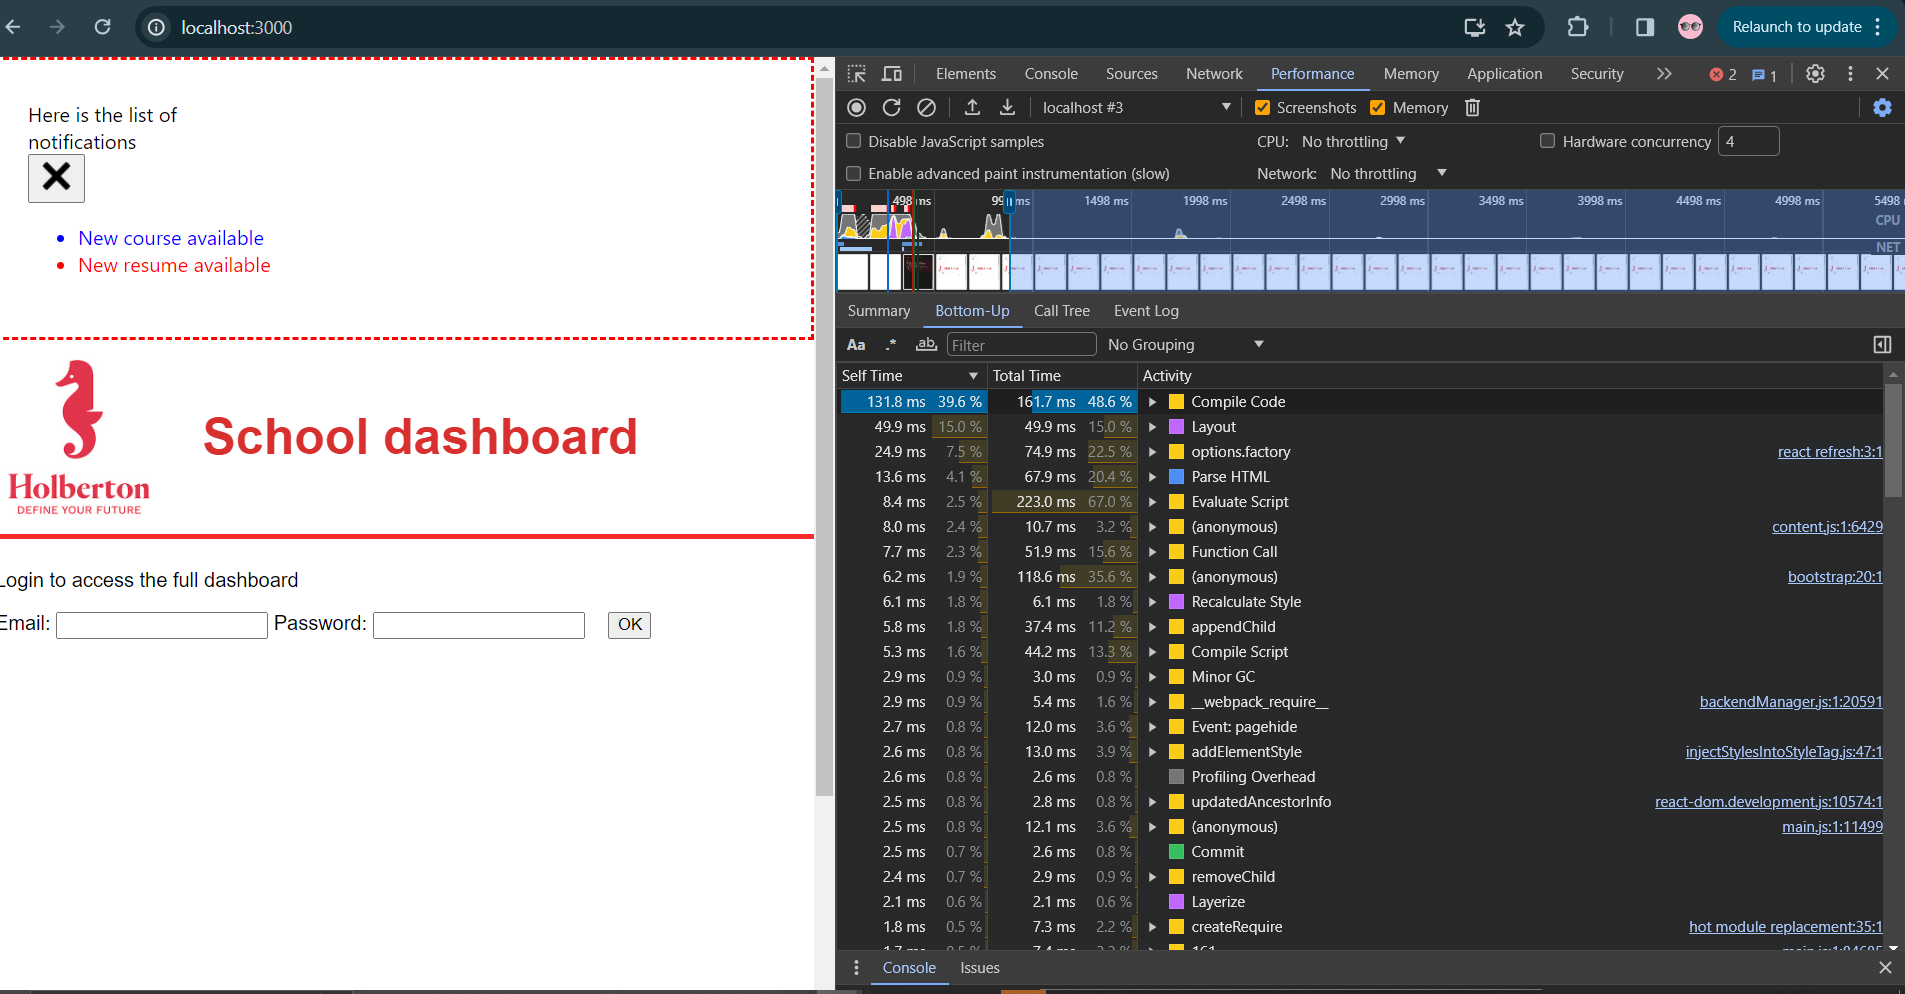 localhost:3000
Relaunch to update
Here is the list of
notifications
New course available
New resume available
Holberton
DEFINE YOUR FUTURE
School dashboard
Login to access the full dashboard
Email: Password: OK
Elements Console Sources Network Performance Memory Application Security 2 1
localhost #3 Screenshots Memory
Disable JavaScript samples CPU: No throttling Hardware concurrency 4
Enable advanced paint instrumentation (slow) Network: No throttling
498 ms 1498 ms 1998 ms 2498 ms 2998 ms 3498 ms 3998 ms 4498 ms 4998 ms 5498
CPU
NET
Summary Bottom-Up Call Tree Event Log
Aa .* ab Filter No Grouping
Self Time Total Time Activity
131.8 ms 39.6 % 161.7 ms 48.6 % Compile Code
49.9 ms 15.0 % 49.9 ms 15.0 % Layout
24.9 ms 7.5 % 74.9 ms 22.5 % options.factory react refresh:3:1
13.6 ms 4.1 % 67.9 ms 20.4 % Parse HTML
8.4 ms 2.5 % 223.0 ms 67.0 % Evaluate Script
8.0 ms 2.4 % 10.7 ms 3.2 % (anonymous) content.js:1:6429
7.7 ms 2.3 % 51.9 ms 15.6 % Function Call
6.2 ms 1.9 % 118.6 ms 35.6 % (anonymous) bootstrap:20:1
6.1 ms 1.8 % 6.1 ms 1.8 % Recalculate Style
5.8 ms 1.8 % 37.4 ms 11.2 % appendChild
5.3 ms 1.6 % 44.2 ms 13.3 % Compile Script
2.9 ms 0.9 % 3.0 ms 0.9 % Minor GC
2.9 ms 0.9 % 5.4 ms 1.6 % __webpack_require__ backendManager.js:1:20591
2.7 ms 0.8 % 12.0 ms 3.6 % Event: pagehide
2.6 ms 0.8 % 13.0 ms 3.9 % addElementStyle injectStylesIntoStyleTag.js:47:1
2.6 ms 0.8 % 2.6 ms 0.8 % Profiling Overhead
2.5 ms 0.8 % 2.8 ms 0.8 % updatedAncestorInfo react-dom.development.js:10574:1
2.5 ms 0.8 % 12.1 ms 3.6 % (anonymous) main.js:1:11499
2.5 ms 0.7 % 2.6 ms 0.8 % Commit
2.4 ms 0.7 % 2.9 ms 0.9 % removeChild
2.1 ms 0.6 % 2.1 ms 0.6 % Layerize
1.8 ms 0.5 % 7.3 ms 2.2 % createRequire hot module replacement:35:1
Console Issues